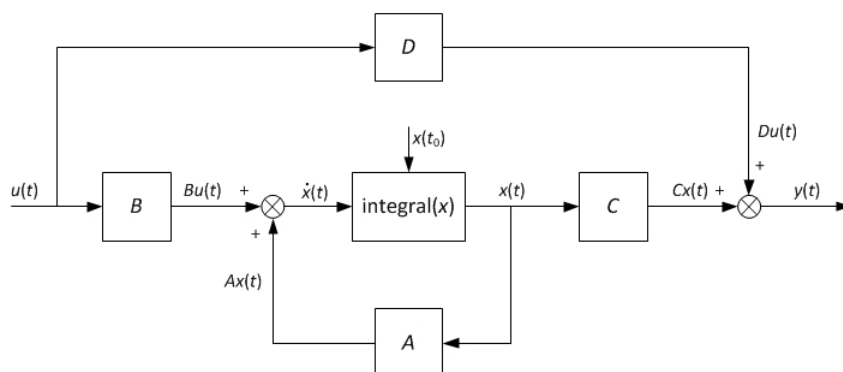 D
x(t₀)
Du(t)
+
u(t)
B
Bu(t)
+
ẋ(t)
integral(x)
x(t)
C
Cx(t)
+
y(t)
+
Ax(t)
A